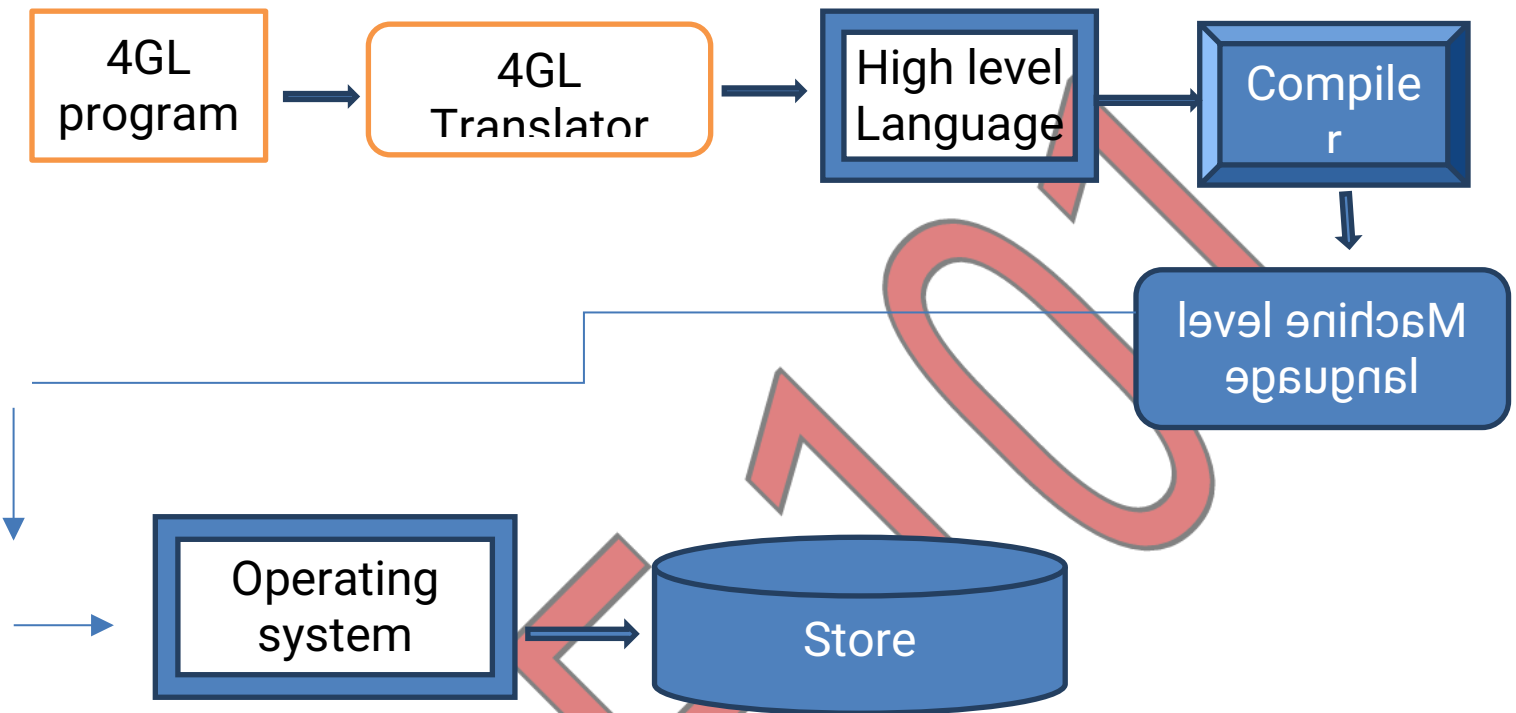 4GL
program
4GL
Translator
High level
Language
Compile
r
Machine level
language
Operating
system
Store